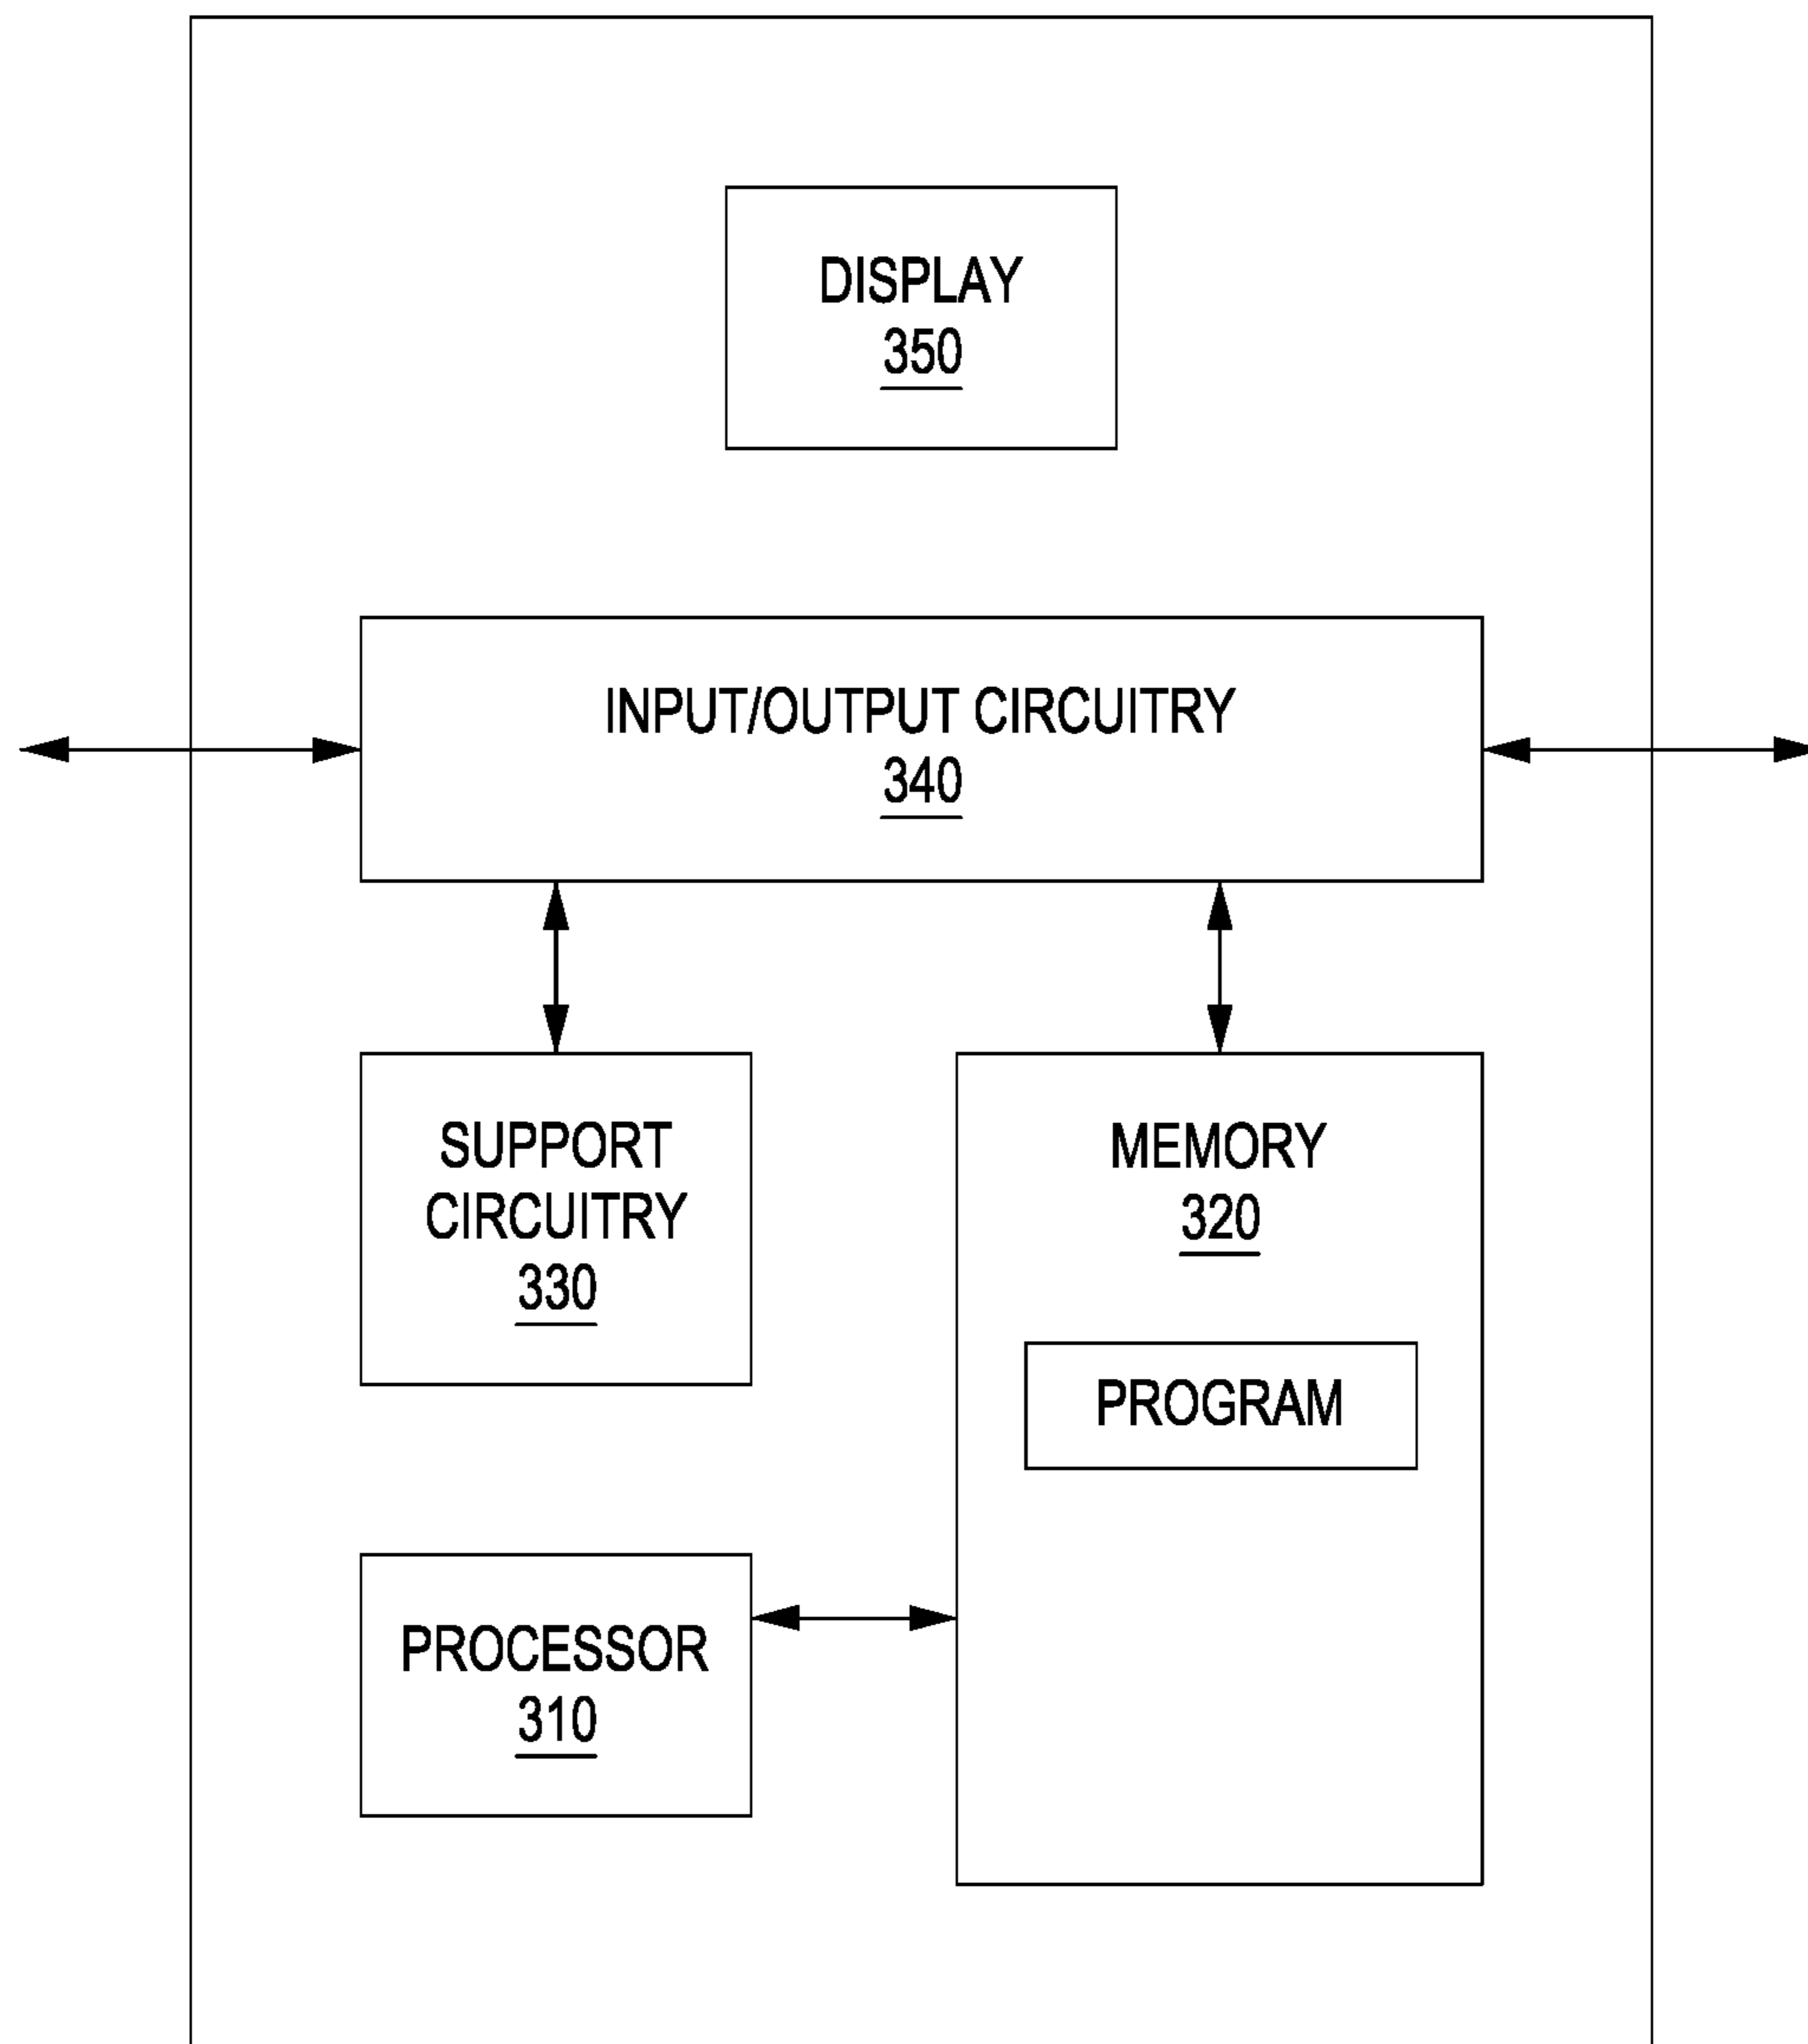 DISPLAY
350
INPUT/OUTPUT CIRCUITRY
340
SUPPORT
CIRCUITRY
330
MEMORY
320
PROGRAM
PROCESSOR
310